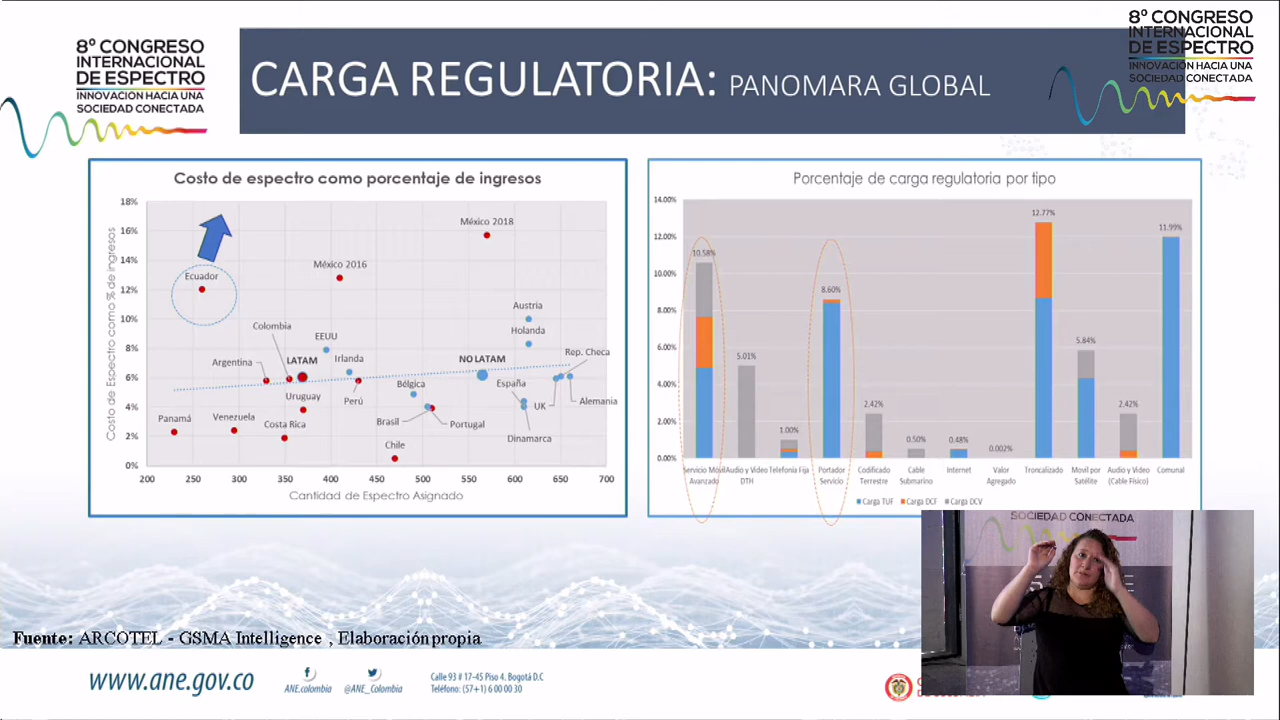 8º CONGRESO
INTERNACIONAL
DE ESPECTRO
INNOVACIÓN HACIA UNA
SOCIEDAD CONECTADA
CARGA REGULATORIA: PANOMARA GLOBAL
8º CONGRESO
INTERNACIONAL
DE ESPECTRO
INNOVACIÓN HACIA UNA
SOCIEDAD CONECTADA
Costo de espectro como porcentaje de ingresos
Costo de Espectro como % de ingresos
18%
16%
14%
12%
10%
8%
6%
4%
2%
0%
México 2018
México 2016
Ecuador
Austria
Colombia
Holanda
EEUU
Rep. Checa
Argentina
LATAM
Irlanda
NO LATAM
Bélgica
España
Uruguay
Perú
UK
Alemania
Panamá
Venezuela
Costa Rica
Brasil
Portugal
Dinamarca
Chile
200 250 300 350 400 450 500 550 600 650 700
Cantidad de Espectro Asignado
Porcentaje de carga regulatoria por tipo
14.00%
12.00%
10.00%
8.00%
6.00%
4.00%
2.00%
0.00%
10.58%
5.01%
1.00%
8.60%
2.42%
0.50%
0.48%
0.002%
12.77%
5.84%
2.42%
11.99%
Servicio Móvil Avanzado
Audio y Video DTH
Telefonía Fija
Portador Servicio
Codificado Terrestre
Cable Submarino
Internet
Valor Agregado
Troncalizado
Movil por Satélite
Audio y Video (Cable Físico)
Comunal
Carga TUF Carga DCF Carga DCV
SOCIEDAD CONECTADA
Fuente: ARCOTEL - GSMA Intelligence , Elaboración propia
www.ane.gov.co
ANE.colombia
@ANE_Colombia
Calle 93 # 17-45 Piso 4. Bogotá D.C
Teléfono: (57+1) 6 00 00 30